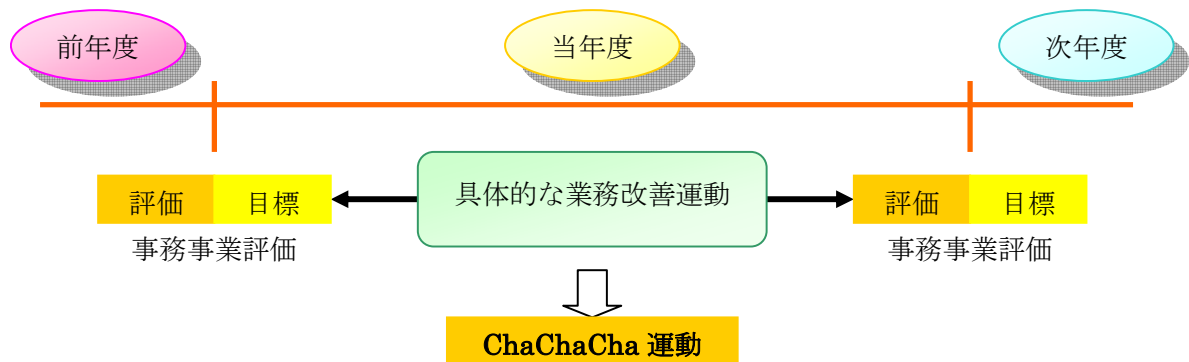 前年度
当年度
次年度
評価
目標
具体的な業務改善運動
評価
目標
事務事業評価
事務事業評価
ChaChaCha 運動